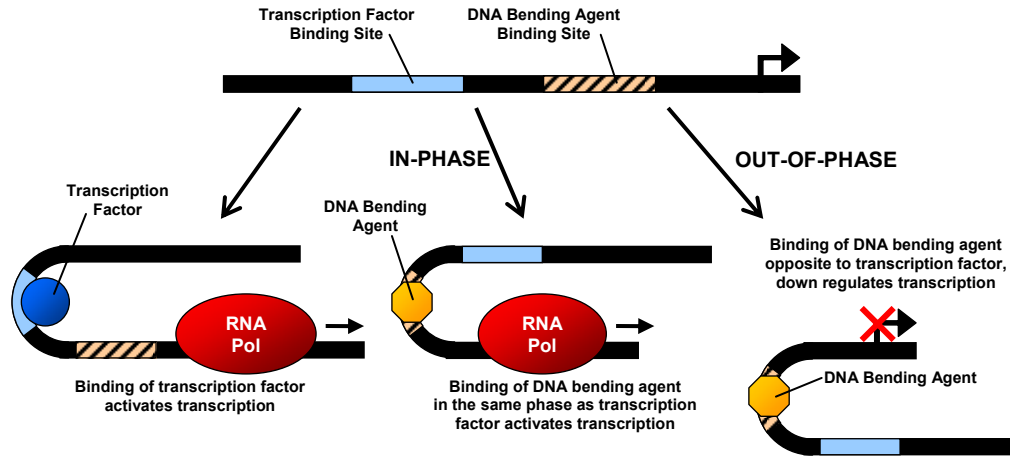 Transcription Factor
Binding Site
DNA Bending Agent
Binding Site
IN-PHASE
OUT-OF-PHASE
Transcription
Factor
RNA
Pol
Binding of transcription factor
activates transcription
DNA Bending
Agent
RNA
Pol
Binding of DNA bending agent
in the same phase as transcription
factor activates transcription
Binding of DNA bending agent
opposite to transcription factor,
down regulates transcription
DNA Bending Agent